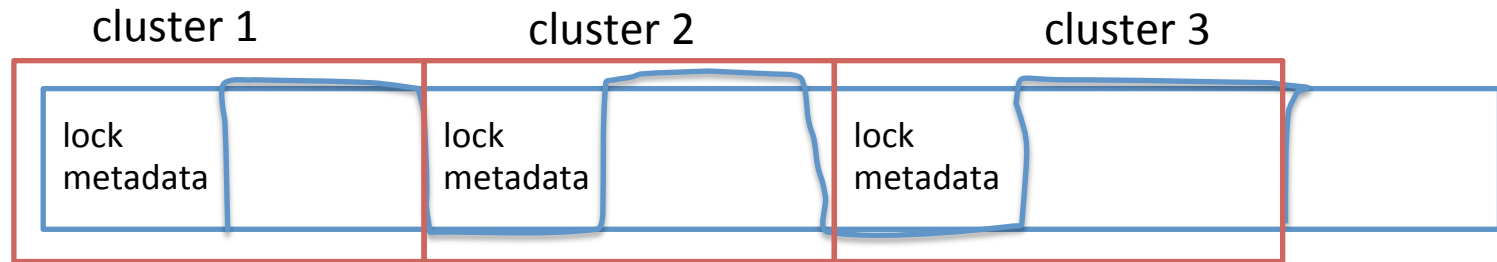 cluster 1
cluster 2
cluster 3
lock
metadata
lock
metadata
lock
metadata